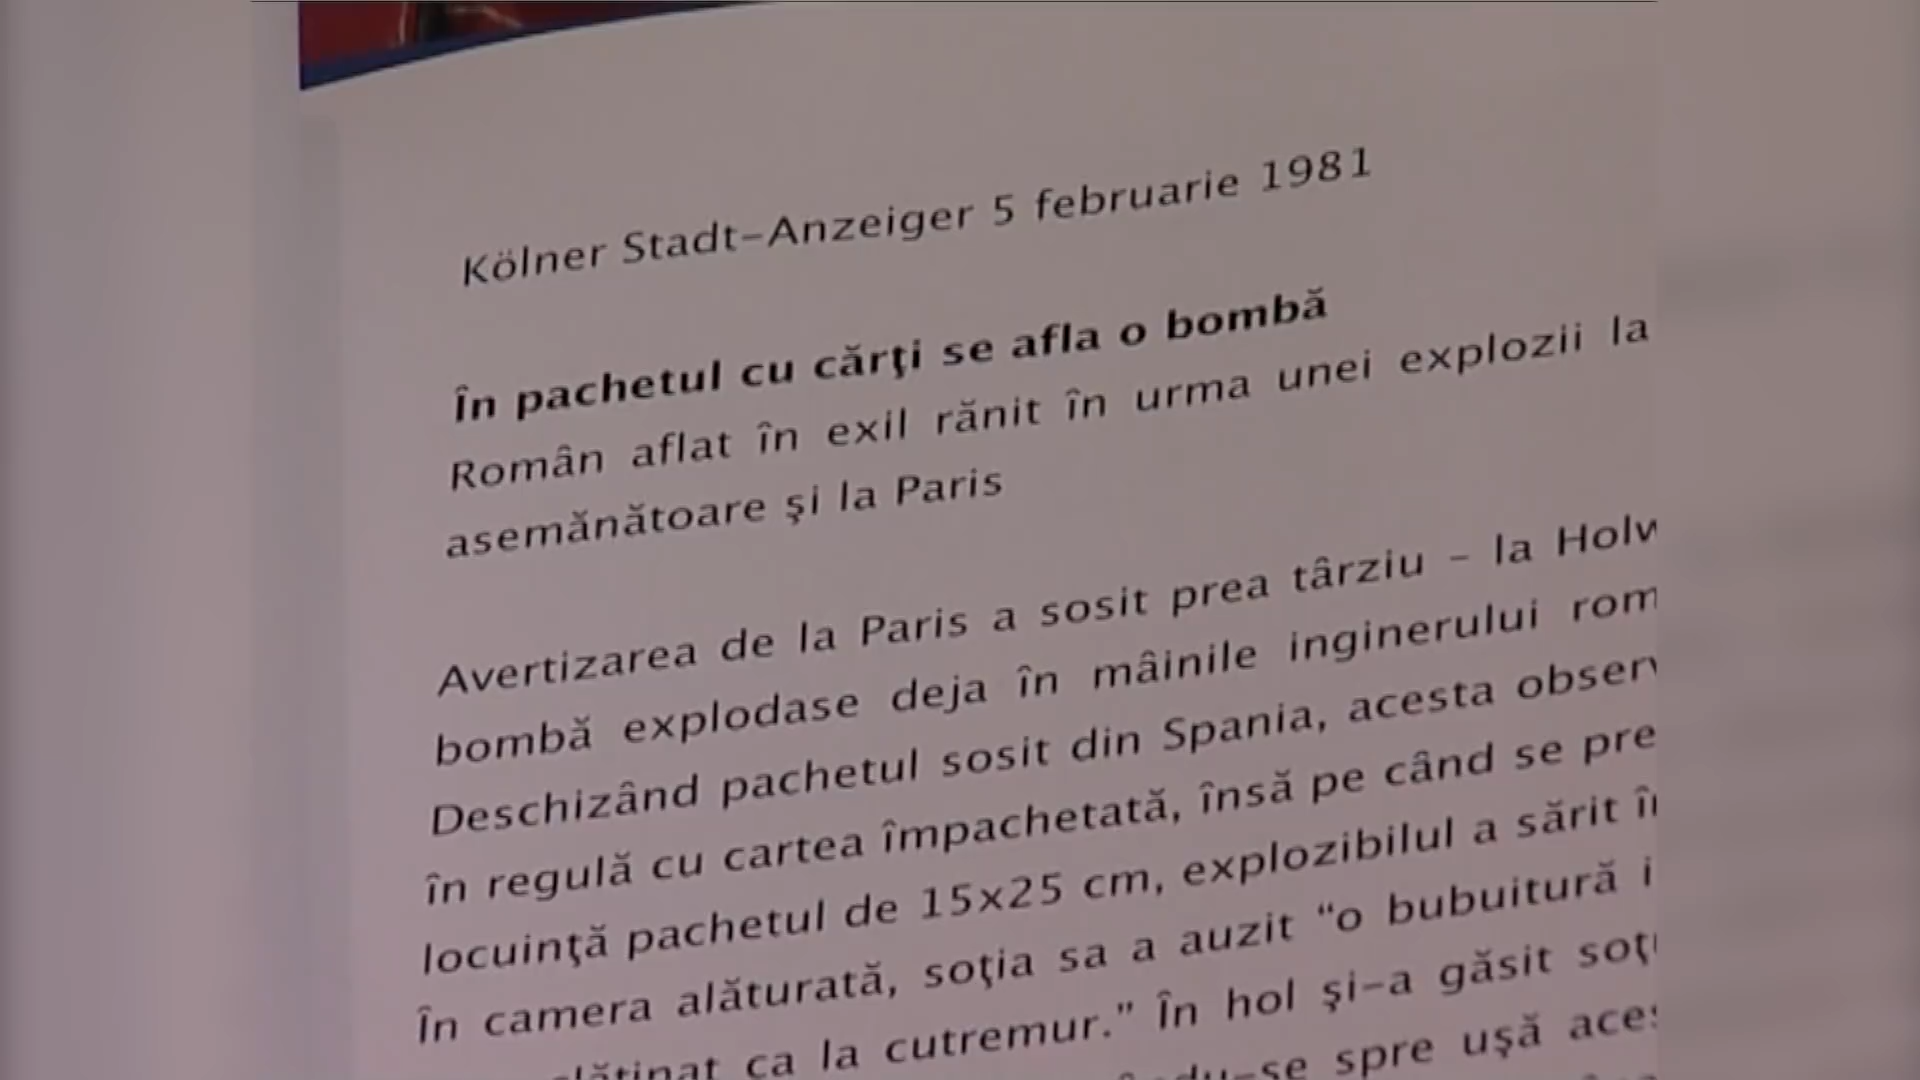 Kölner Stadt-Anzeiger 5 februarie 1981
În pachetul cu cărţi se afla o bombă
Român aflat în exil rănit în urma unei explozii la
asemănătoare şi la Paris
Avertizarea de la Paris a sosit prea târziu – la
bombă explodase deja în mâinile inginerului
Deschizând pachetul sosit din Spania, acesta
în regulă cu cartea împachetată, însă pe când se
locuinţă pachetul de 15x25 cm, explozibilul a sărit
În camera alăturată, soţia sa a auzit “o bubuitură
ca la cutremur.” În hol şi-a găsit
spre uşă